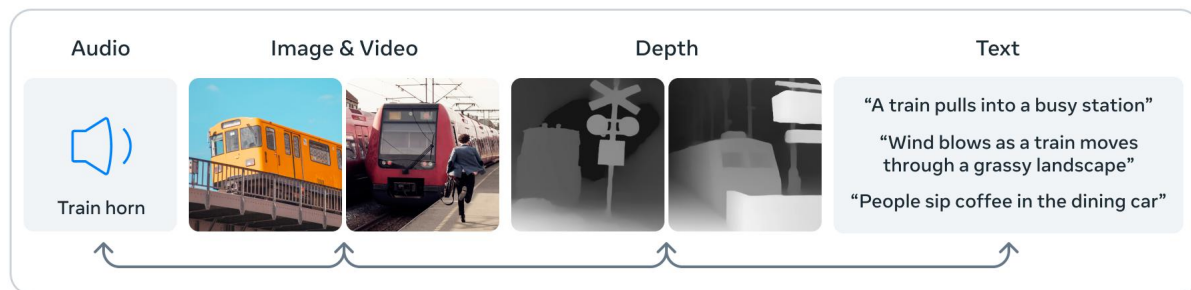 Audio
Image & Video
Depth
Text
Train horn
“A train pulls into a busy station”
“Wind blows as a train moves
through a grassy landscape”
“People sip coffee in the dining car”